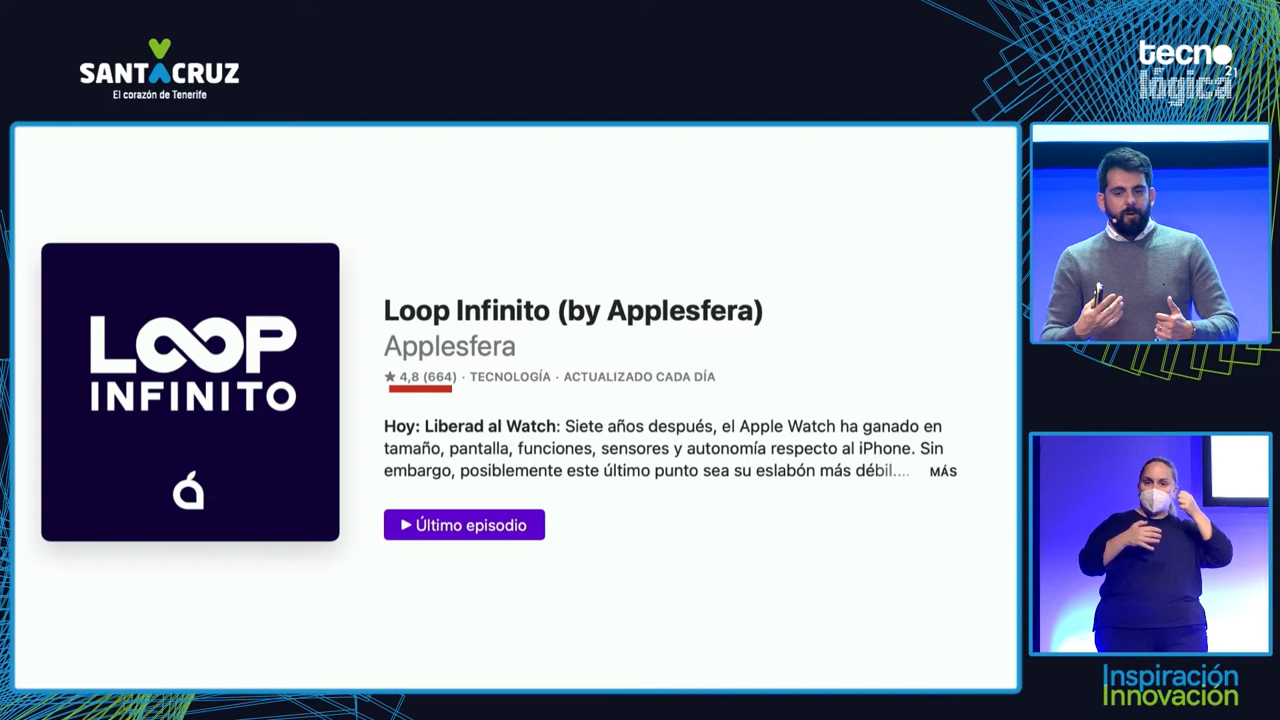 SANTACRUZ
El corazón de Tenerife
tecno
lógica
21
LOOP
INFINITO
Loop Infinito (by Applesfera)
Applesfera
★ 4,8 (664) · TECNOLOGÍA · ACTUALIZADO CADA DÍA
Hoy: Liberad al Watch: Siete años después, el Apple Watch ha ganado en
tamaño, pantalla, funciones, sensores y autonomía respecto al iPhone. Sin
embargo, posiblemente este último punto sea su eslabón más débil.... MÁS
Último episodio
Inspiración
Innovación